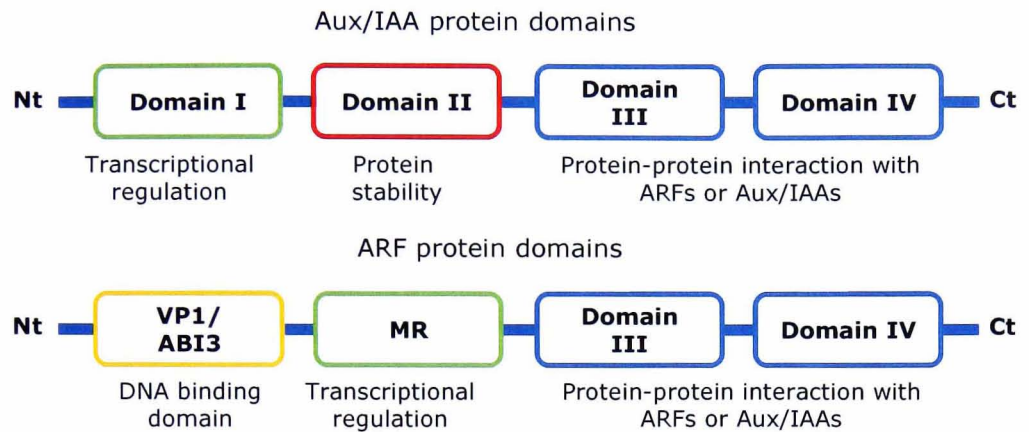 Aux/IAA protein domains
Nt
Domain I
Domain II
Domain
III
Domain IV
Ct
Transcriptional
regulation
Protein
stability
Protein-protein interaction with
ARFs or Aux/IAAs
ARF protein domains
Nt
VP1/
ABI3
MR
Domain
III
Domain IV
Ct
DNA binding
domain
Transcriptional
regulation
Protein-protein interaction with
ARFs or Aux/IAAs